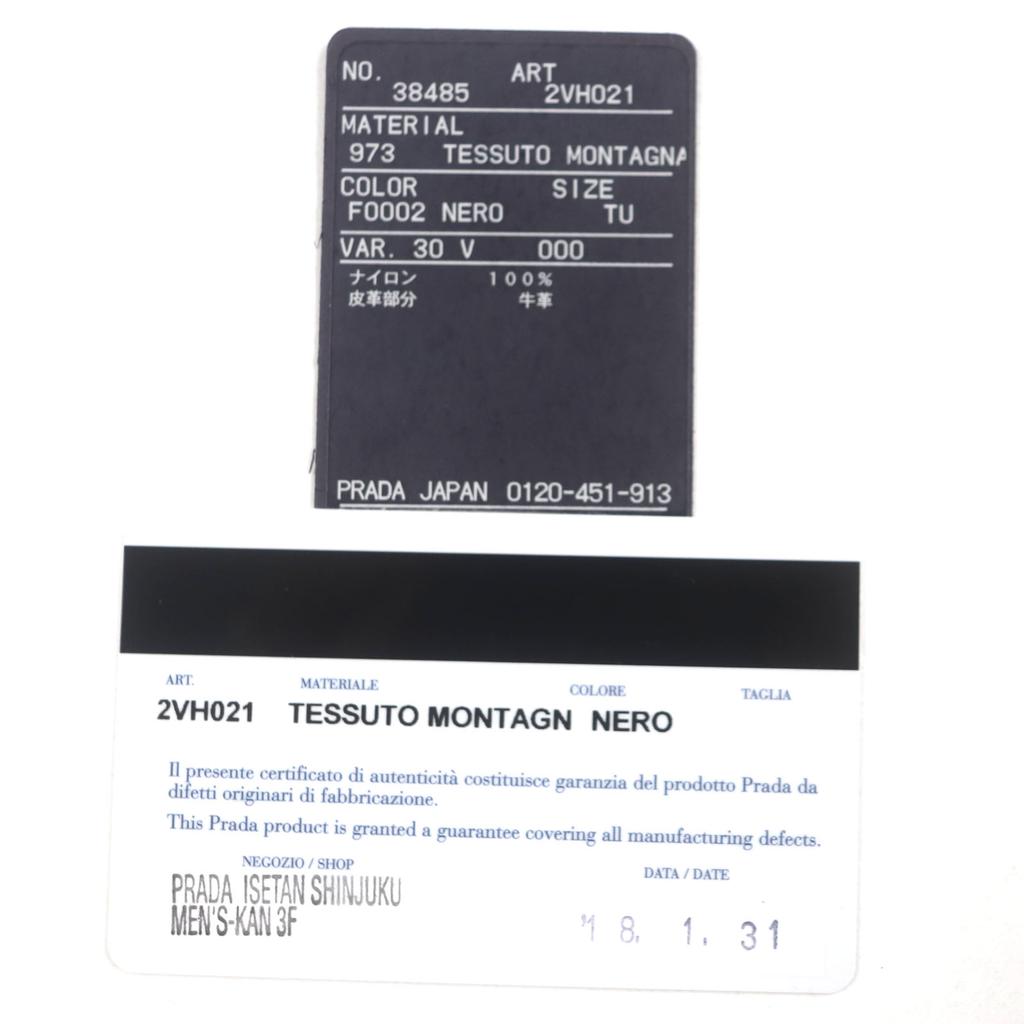 NO. ART
38485 2VH021
MATERIAL
973 TESSUTO MONTAGNA
COLOR SIZE
F0002 NERO TU
VAR. 30 V 000
ナイロン 100%
皮革部分 牛革
PRADA JAPAN 0120-451-913
ART. MATERIALE COLORE TAGLIA
2VH021 TESSUTO MONTAGN NERO
Il presente certificato di autenticità costituisce garanzia del prodotto Prada da
difetti originari di fabbricazione.
This Prada product is granted a guarantee covering all manufacturing defects.
NEGOZIO / SHOP DATA / DATE
PRADA ISETAN SHINJUKU
MEN'S-KAN 3F
'18. 1. 31